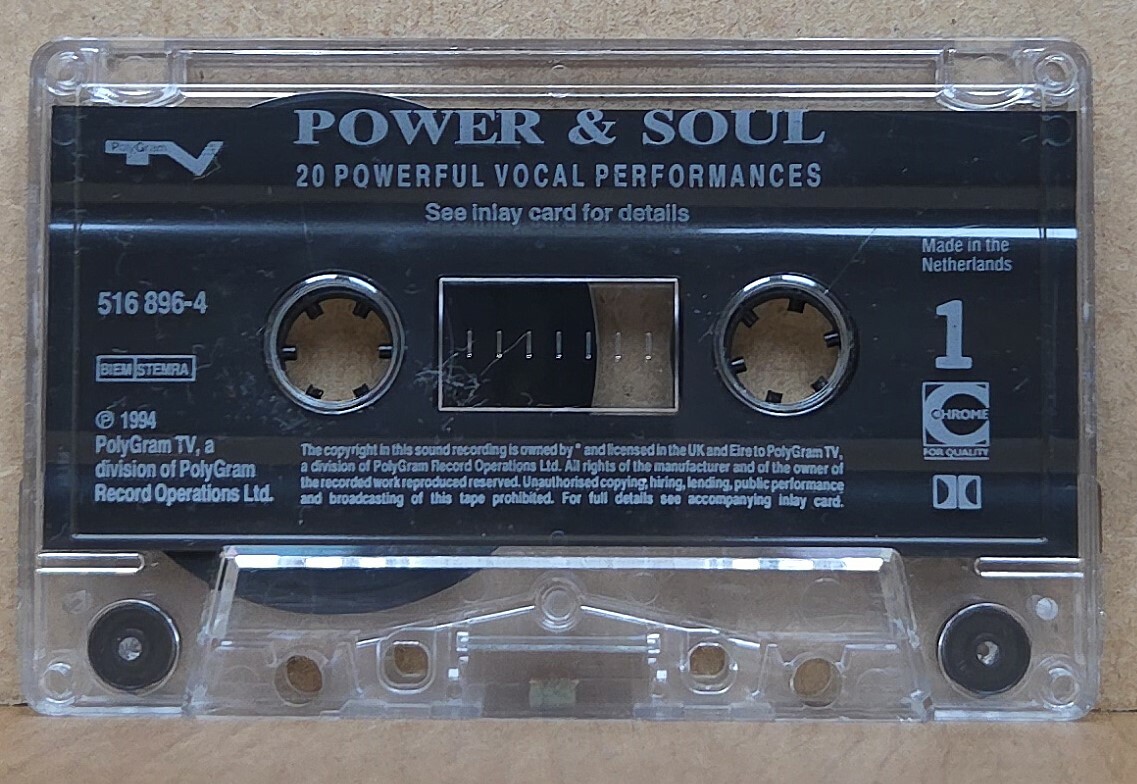 POWER & SOUL
PolyGram
TV
20 POWERFUL VOCAL PERFORMANCES
See inlay card for details
Made in the
Netherlands
516 896-4
1
BIEM STEMRA
CHROME
FOR QUALITY
℗ 1994
PolyGram TV, a
division of PolyGram
Record Operations Ltd.
The copyright in this sound recording is owned by * and licensed in the UK and Eire to PolyGram TV,
a division of PolyGram Record Operations Ltd. All rights of the manufacturer and of the owner of
the recorded work reproduced reserved. Unauthorised copying, hiring, lending, public performance
and broadcasting of this tape prohibited. For full details see accompanying inlay card.